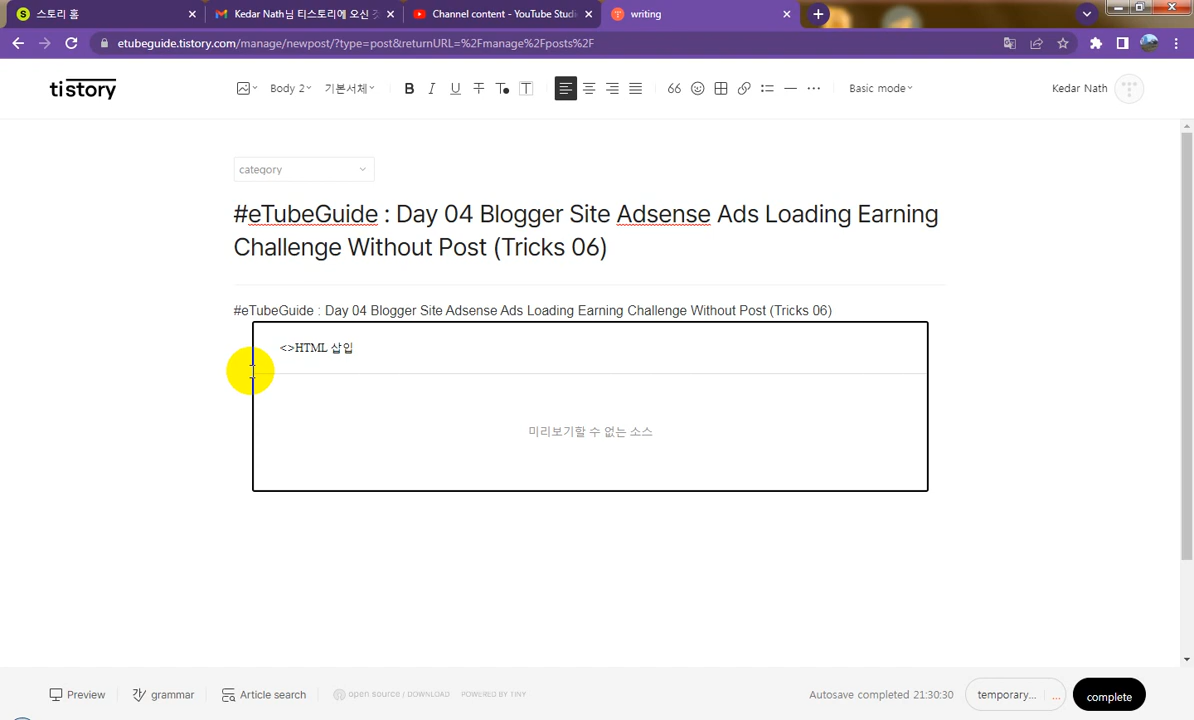 스토리 홈
Kedar Nath님 티스토리에 오신 것
Channel content - YouTube Studi
writing
etubeguide.tistory.com/manage/newpost/?type=post&returnURL=%2Fmanage%2Fposts%2F
tistory
Body 2
기본서체
B I U T T T
66
Basic mode
Kedar Nath
category
#eTubeGuide : Day 04 Blogger Site Adsense Ads Loading Earning
Challenge Without Post (Tricks 06)
#eTubeGuide : Day 04 Blogger Site Adsense Ads Loading Earning Challenge Without Post (Tricks 06)
<>HTML 삽입
미리보기할 수 없는 소스
Preview
가 grammar
Article search
open source / DOWNLOAD
POWERED BY TINY
Autosave completed 21:30:30
temporary... ...
complete